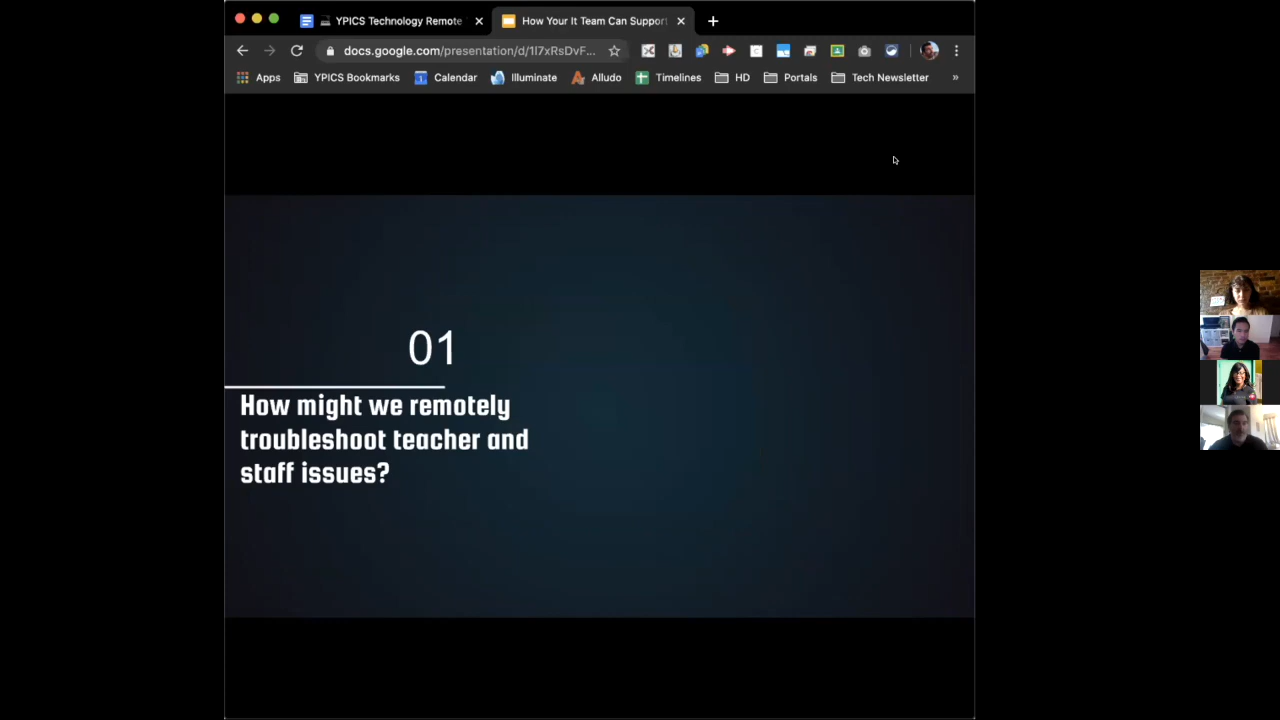 YPICS Technology Remote
How Your It Team Can Support
docs.google.com/presentation/d/1I7xRsDvF...
Apps
YPICS Bookmarks
Calendar
Illuminate
Alludo
Timelines
HD
Portals
Tech Newsletter
»
01
How might we remotely
troubleshoot teacher and
staff issues?